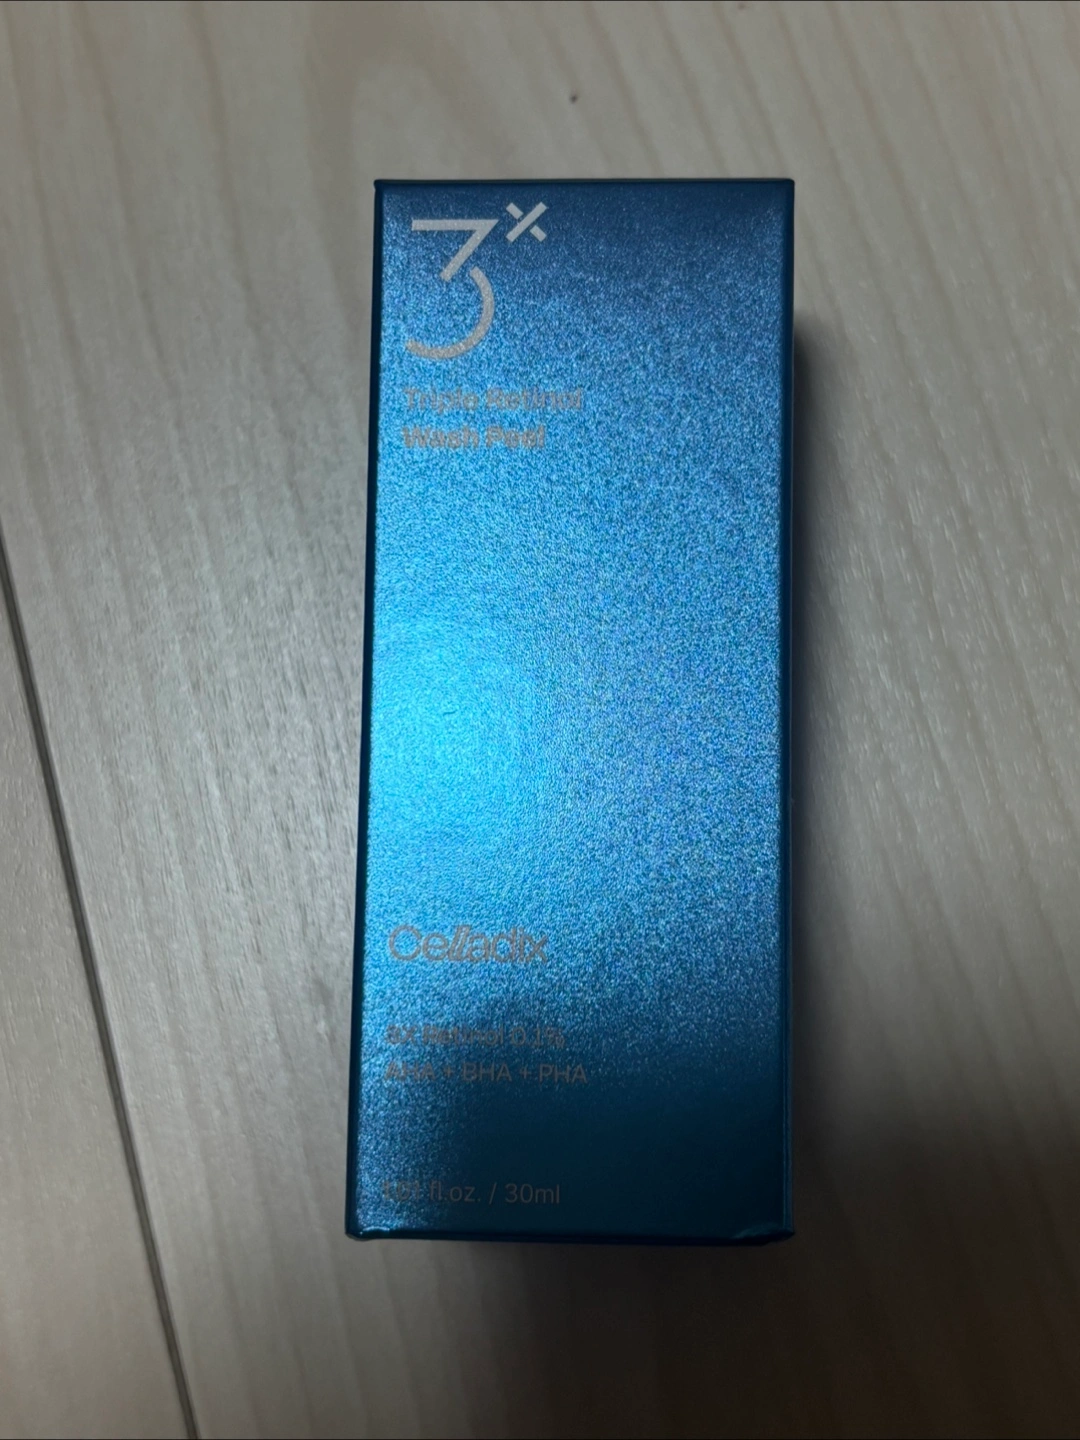 3x
Triple Retinol
Wash Peel
Celladix
3X Retinol 0.1%
AHA + BHA + PHA
1.01 fl.oz. / 30ml